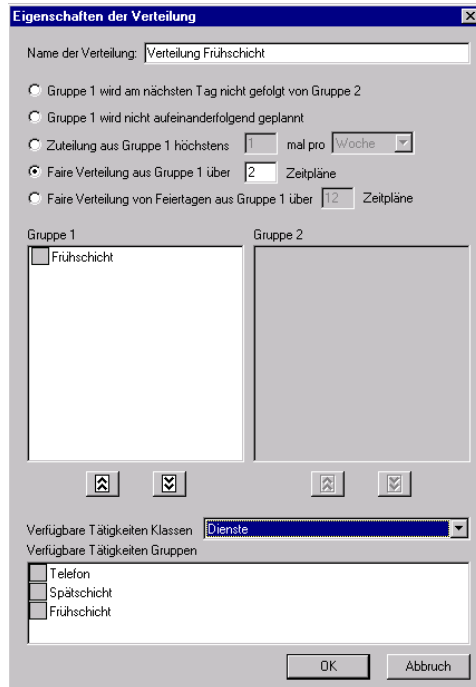 Eigenschaften der Verteilung
Name der Verteilung: Verteilung Frühschicht
Gruppe 1 wird am nächsten Tag nicht gefolgt von Gruppe 2
Gruppe 1 wird nicht aufeinanderfolgend geplannt
Zuteilung aus Gruppe 1 höchstens 1 mal pro Woche
Faire Verteilung aus Gruppe 1 über 2 Zeitpläne
Faire Verteilung von Feiertagen aus Gruppe 1 über 12 Zeitpläne
Gruppe 1 Gruppe 2
Frühschicht
Verfügbare Tätigkeiten Klassen Dienste
Verfügbare Tätigkeiten Gruppen
Telefon
Spätschicht
Frühschicht
OK Abbruch